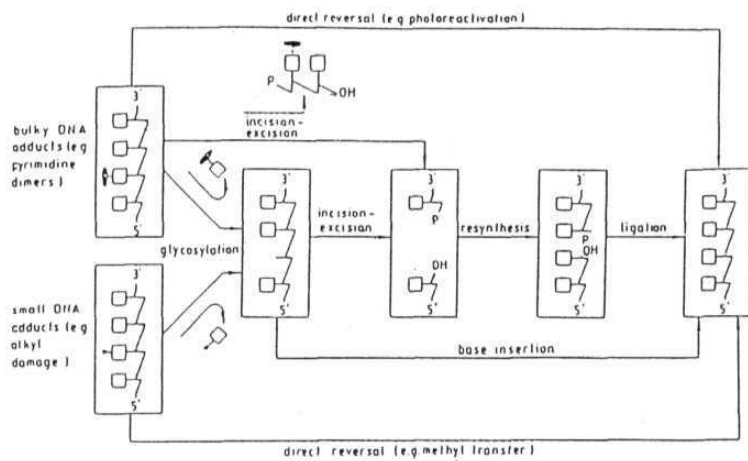 direct reversal (e.g photoreactivation)
P
OH
incision-
excision
3'
5'
bulky DNA
adducts (e.g
pyrimidine
dimers)
glycosylation
3'
5'
incision-
excision
3'
P
OH
5'
resynthesis
3'
P
OH
5'
ligation
3'
5'
small DNA
adducts (e.g
alkyl
damage)
3'
5'
base insertion
direct reversal (e.g. methyl transfer)